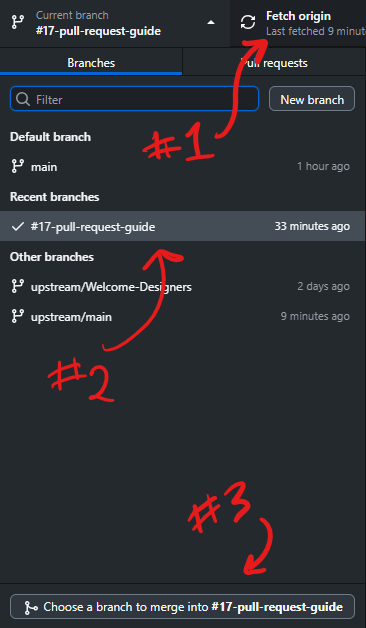 Current branch
#17-pull-request-guide
Fetch origin
Last fetched 9 minut
Branches
Pull requests
Filter
New branch
#1
Default branch
main 1 hour ago
Recent branches
#17-pull-request-guide 33 minutes ago
Other branches
upstream/Welcome-Designers 2 days ago
upstream/main 9 minutes ago
#2
#3
Choose a branch to merge into #17-pull-request-guide